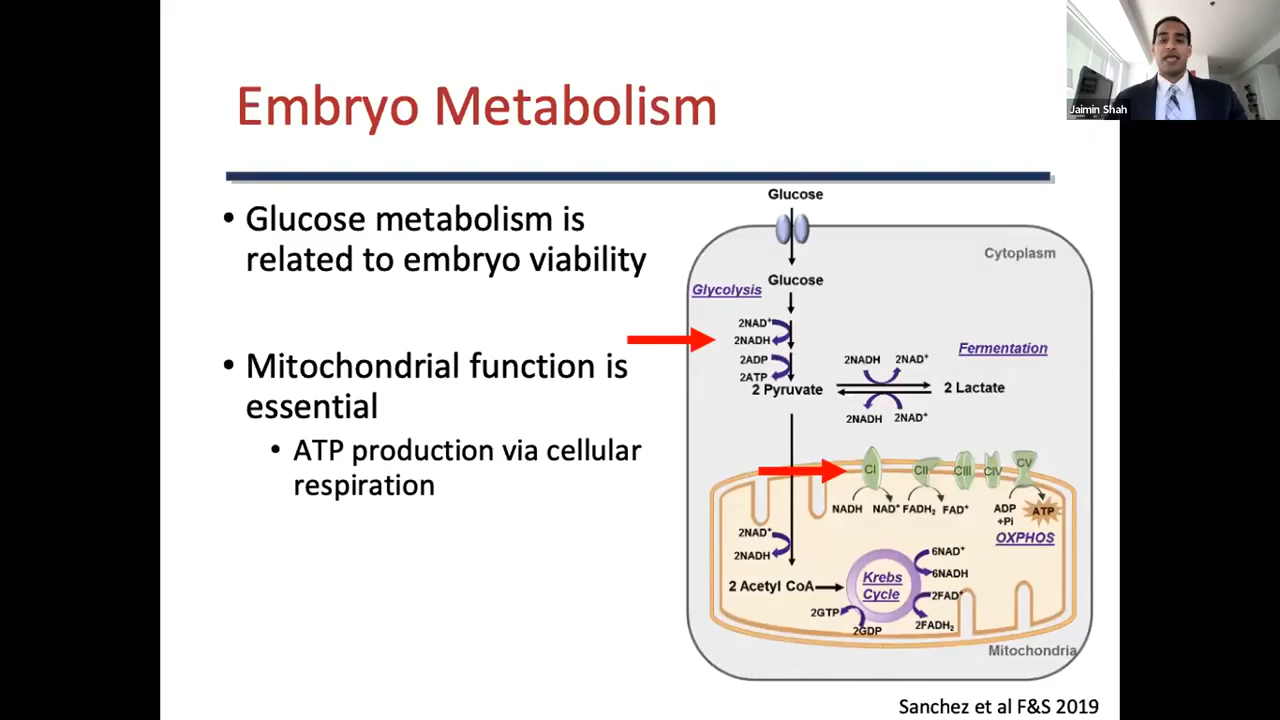 Jaimin Shah
Embryo Metabolism
• Glucose metabolism is
related to embryo viability
• Mitochondrial function is
essential
• ATP production via cellular
respiration
Glucose
Cytoplasm
Glucose
Glycolysis
2NAD⁺
2NADH
2ADP
2ATP
2 Pyruvate
2NADH 2NAD⁺
Fermentation
2 Lactate
2NADH 2NAD⁺
CI CII CIII CIV CV
NADH NAD⁺ FADH₂ FAD⁺
ADP
+Pi
ATP
OXPHOS
2NAD⁺
2NADH
2 Acetyl CoA
Krebs
Cycle
6NAD⁺
6NADH
2FAD⁺
2FADH₂
2GTP
2GDP
Mitochondria
Sanchez et al F&S 2019